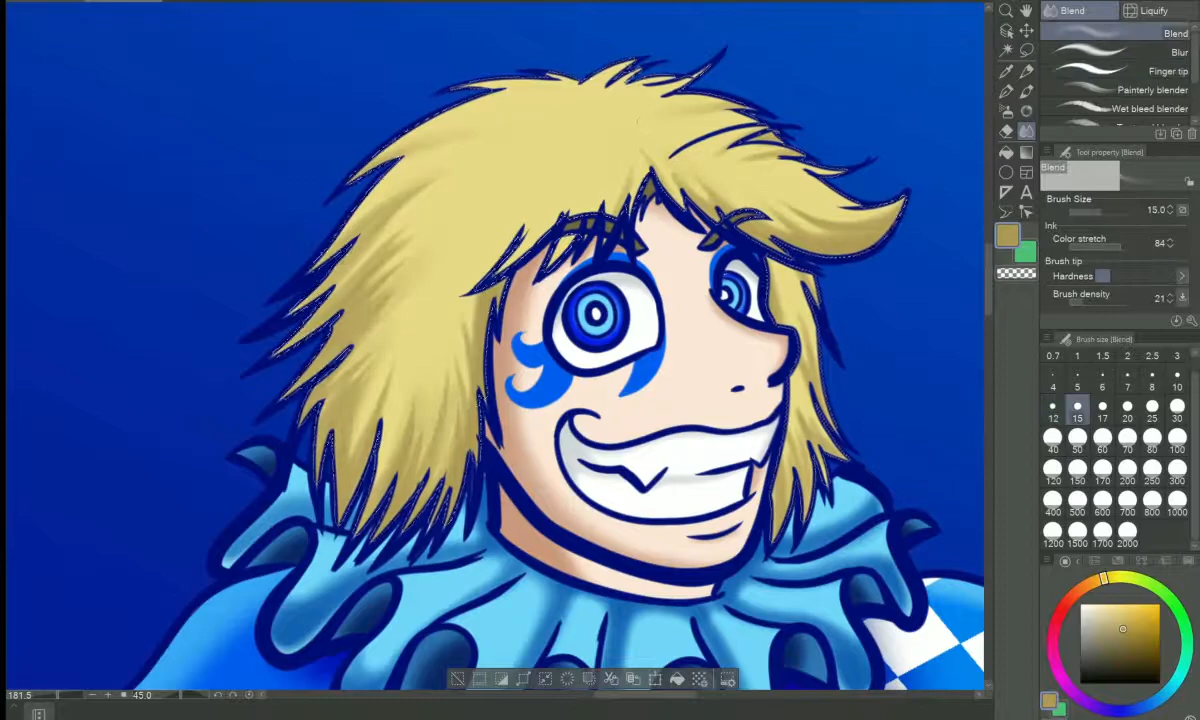 Blend Liquify
Blend
Blur
Finger tip
Painterly blender
Wet bleed blender
Tool property [Blend]
Blend
Brush Size
15.0
Ink
Color stretch
84
Brush tip
Hardness
Brush density
21
Brush size [Blend]
0.7 1 1.5 2 2.5 3
4 5 6 7 8 10
12 15 17 20 25 30
40 50 60 70 80 100
120 150 170 200 250 300
400 500 600 700 800 1000
1200 1500 1700 2000
181.5 45.0